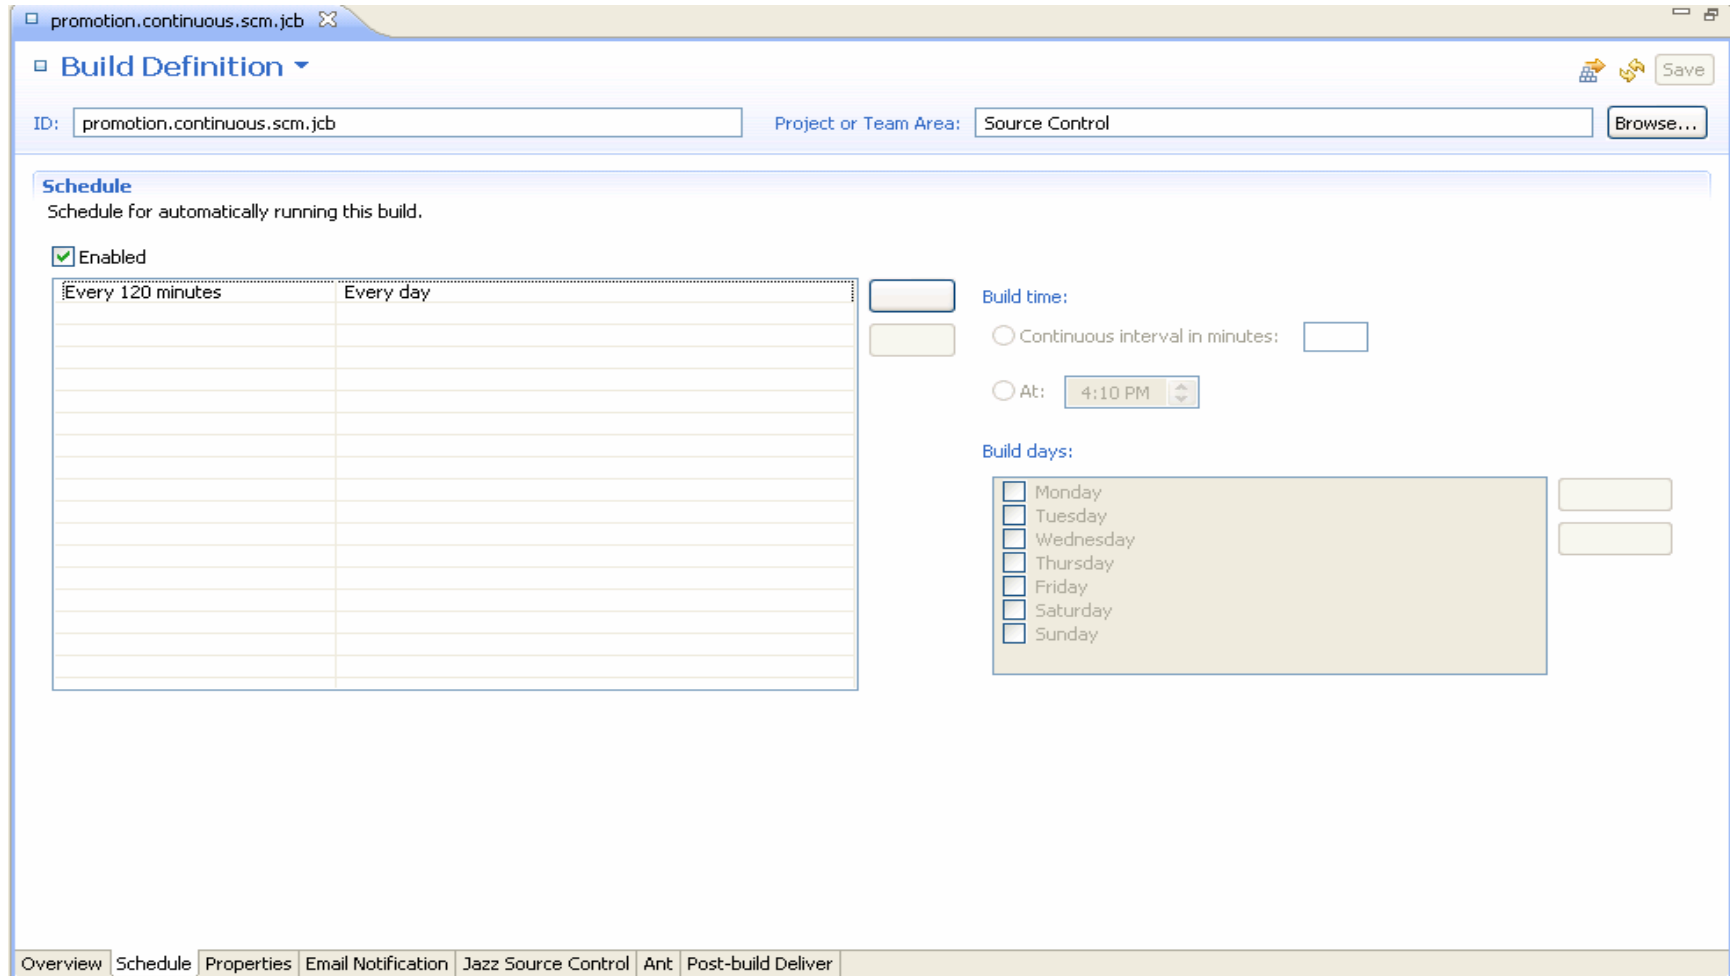 promotion.continuous.scm.jcb
Build Definition
Save
ID: promotion.continuous.scm.jcb Project or Team Area: Source Control Browse...
Schedule
Schedule for automatically running this build.
Enabled
Every 120 minutes Every day
Build time:
Continuous interval in minutes:
At: 4:10 PM
Build days:
Monday
Tuesday
Wednesday
Thursday
Friday
Saturday
Sunday
Overview Schedule Properties Email Notification Jazz Source Control Ant Post-build Deliver